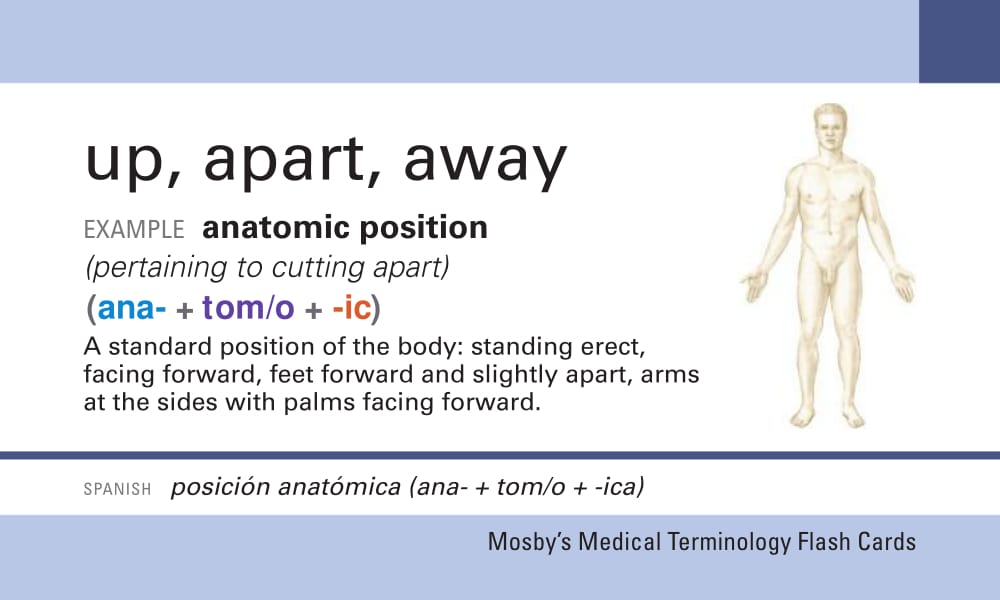 up, apart, away
EXAMPLE anatomic position
(pertaining to cutting apart)
(ana- + tom/o + -ic)
A standard position of the body: standing erect,
facing forward, feet forward and slightly apart, arms
at the sides with palms facing forward.
SPANISH posición anatómica (ana- + tom/o + -ica)
Mosby’s Medical Terminology Flash Cards